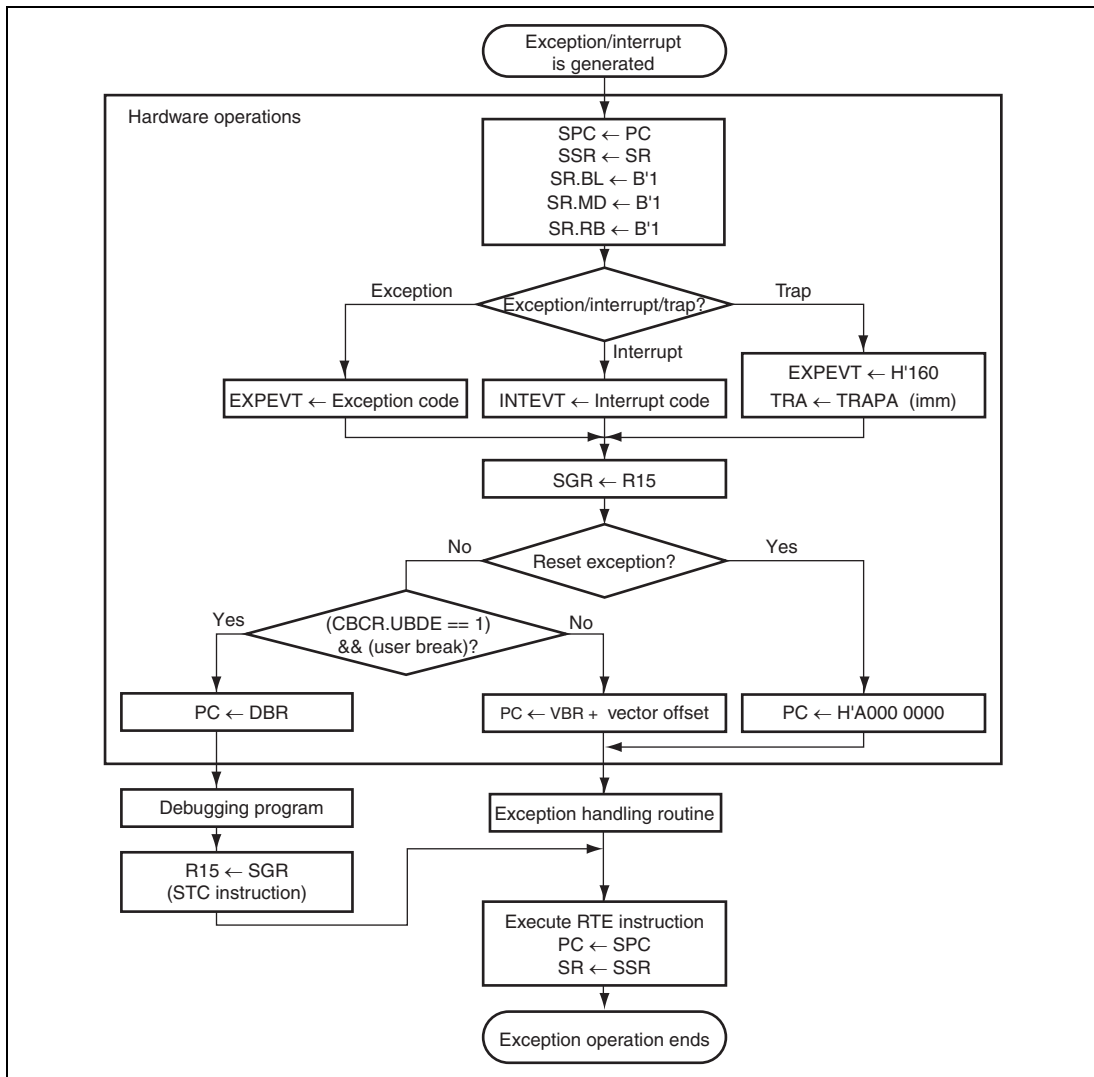 Exception/interrupt
is generated
Hardware operations
SPC ← PC
SSR ← SR
SR.BL ← B'1
SR.MD ← B'1
SR.RB ← B'1
Exception
Exception/interrupt/trap?
Trap
Interrupt
EXPEVT ← Exception code
INTEVT ← Interrupt code
EXPEVT ← H'160
TRA ← TRAPA (imm)
SGR ← R15
No
Reset exception?
Yes
Yes
(CBCR.UBDE == 1)
&& (user break)?
No
PC ← DBR
PC ← VBR + vector offset
PC ← H'A000 0000
Debugging program
Exception handling routine
R15 ← SGR
(STC instruction)
Execute RTE instruction
PC ← SPC
SR ← SSR
Exception operation ends